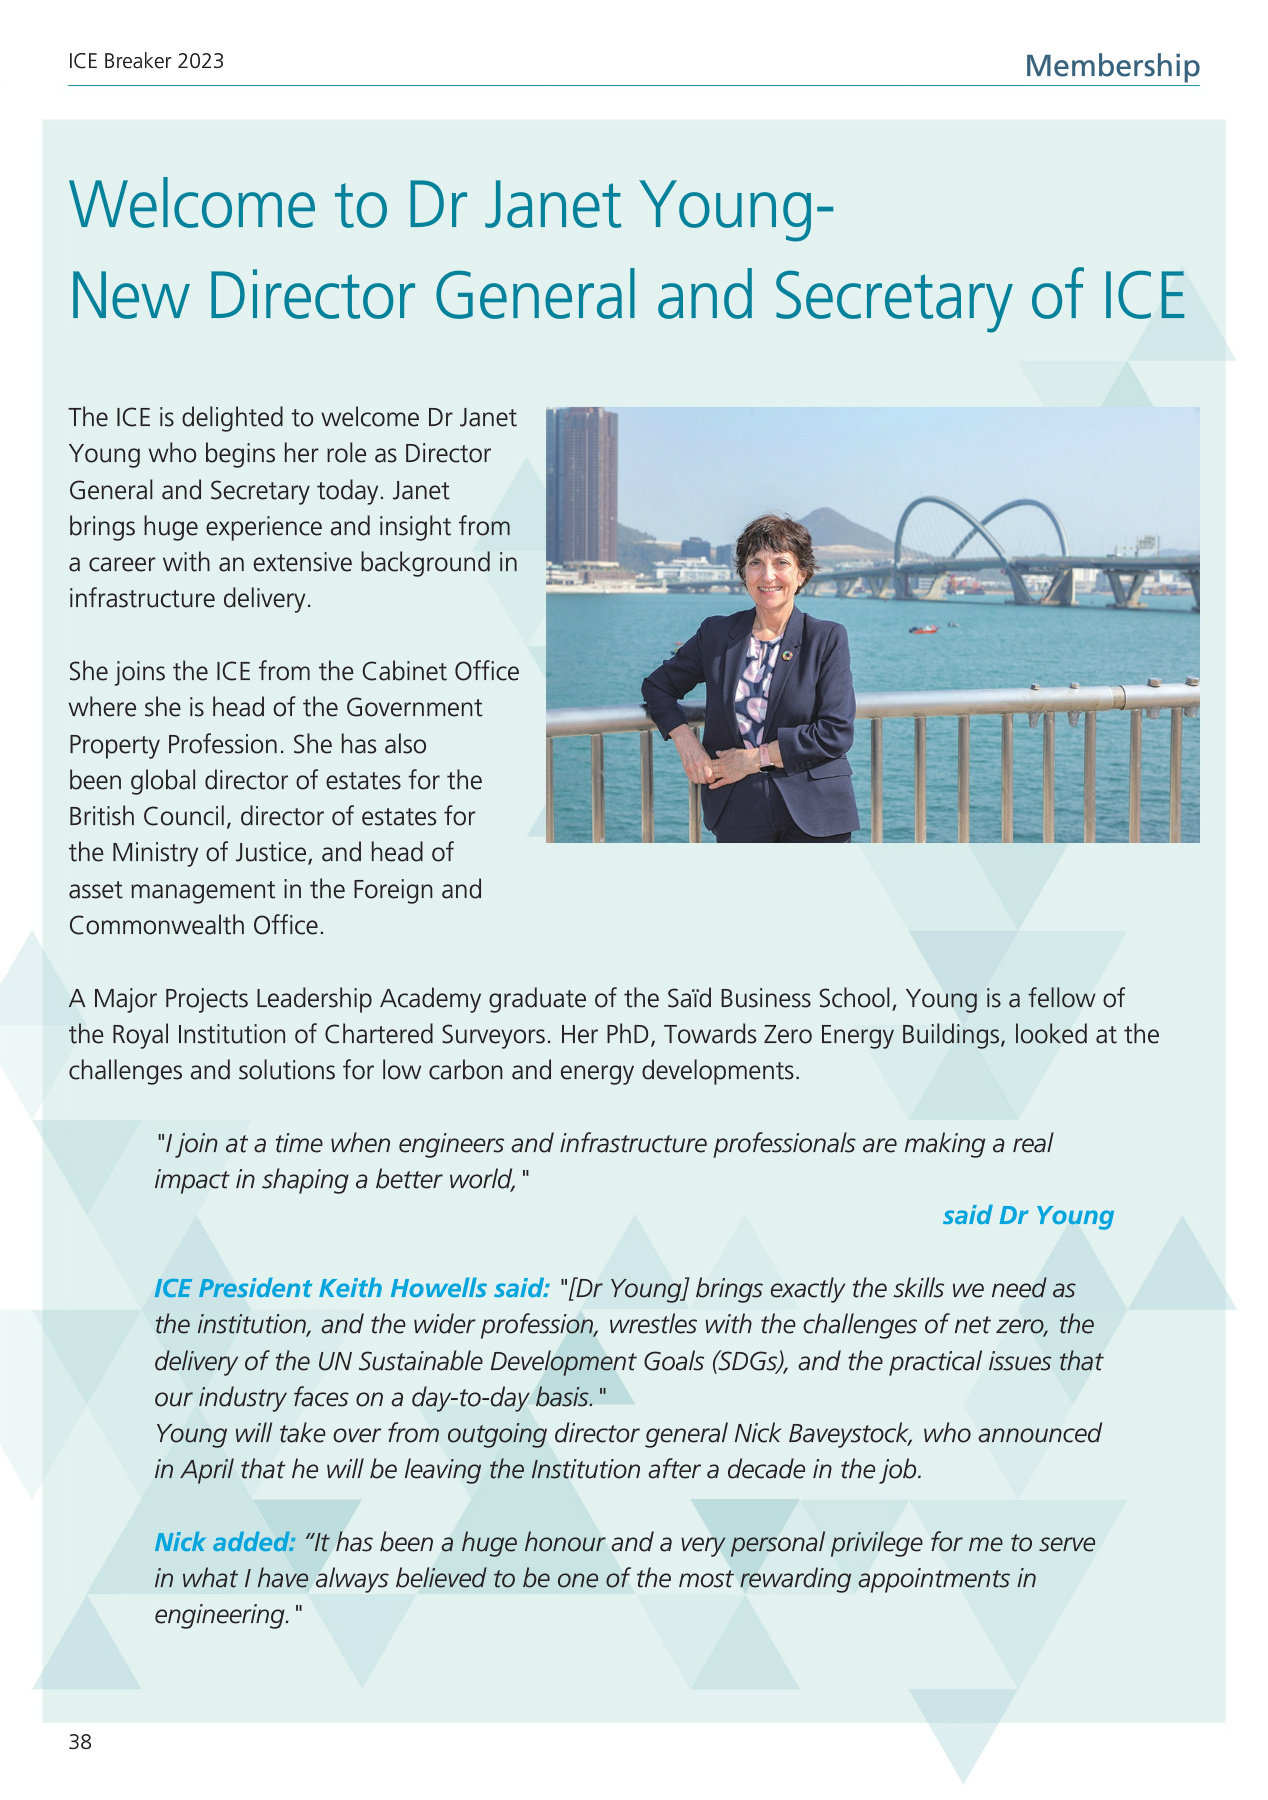 ICE Breaker 2023
Membership
Welcome to Dr Janet Young-
New Director General and Secretary of ICE
The ICE is delighted to welcome Dr Janet
Young who begins her role as Director
General and Secretary today. Janet
brings huge experience and insight from
a career with an extensive background in
infrastructure delivery.
She joins the ICE from the Cabinet Office
where she is head of the Government
Property Profession. She has also
been global director of estates for the
British Council, director of estates for
the Ministry of Justice, and head of
asset management in the Foreign and
Commonwealth Office.
A Major Projects Leadership Academy graduate of the Saïd Business School, Young is a fellow of
the Royal Institution of Chartered Surveyors. Her PhD, Towards Zero Energy Buildings, looked at the
challenges and solutions for low carbon and energy developments.
"I join at a time when engineers and infrastructure professionals are making a real
impact in shaping a better world,"
said Dr Young
ICE President Keith Howells said: "[Dr Young] brings exactly the skills we need as
the institution, and the wider profession, wrestles with the challenges of net zero, the
delivery of the UN Sustainable Development Goals (SDGs), and the practical issues that
our industry faces on a day-to-day basis."
Young will take over from outgoing director general Nick Baveystock, who announced
in April that he will be leaving the Institution after a decade in the job.
Nick added: “It has been a huge honour and a very personal privilege for me to serve
in what I have always believed to be one of the most rewarding appointments in
engineering."
38